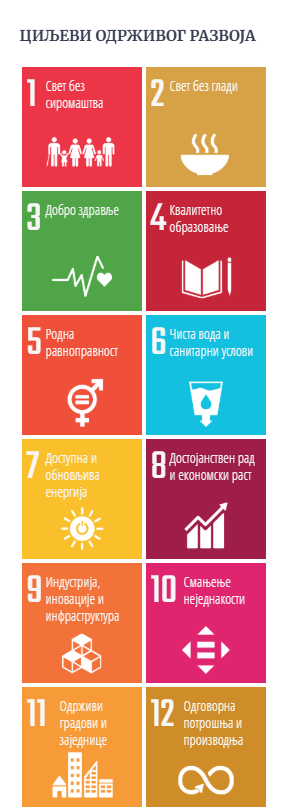 ЦИЉЕВИ ОДРЖИВОГ РАЗВОЈА
1
Свет без
сиромаштва
2
Свет без глади
3
Добро здравље
4
Квалитетно
образовање
5
Родна
равноправност
6
Чиста вода и
санитарни услови
7
Доступна и
обновљива
енергија
8
Достојанствен рад
и економски раст
9
Индустрија,
иновације и
инфраструктура
10
Смањење
неједнакости
11
Одрживи
градови и
заједнице
12
Одговорна
потрошња и
производња